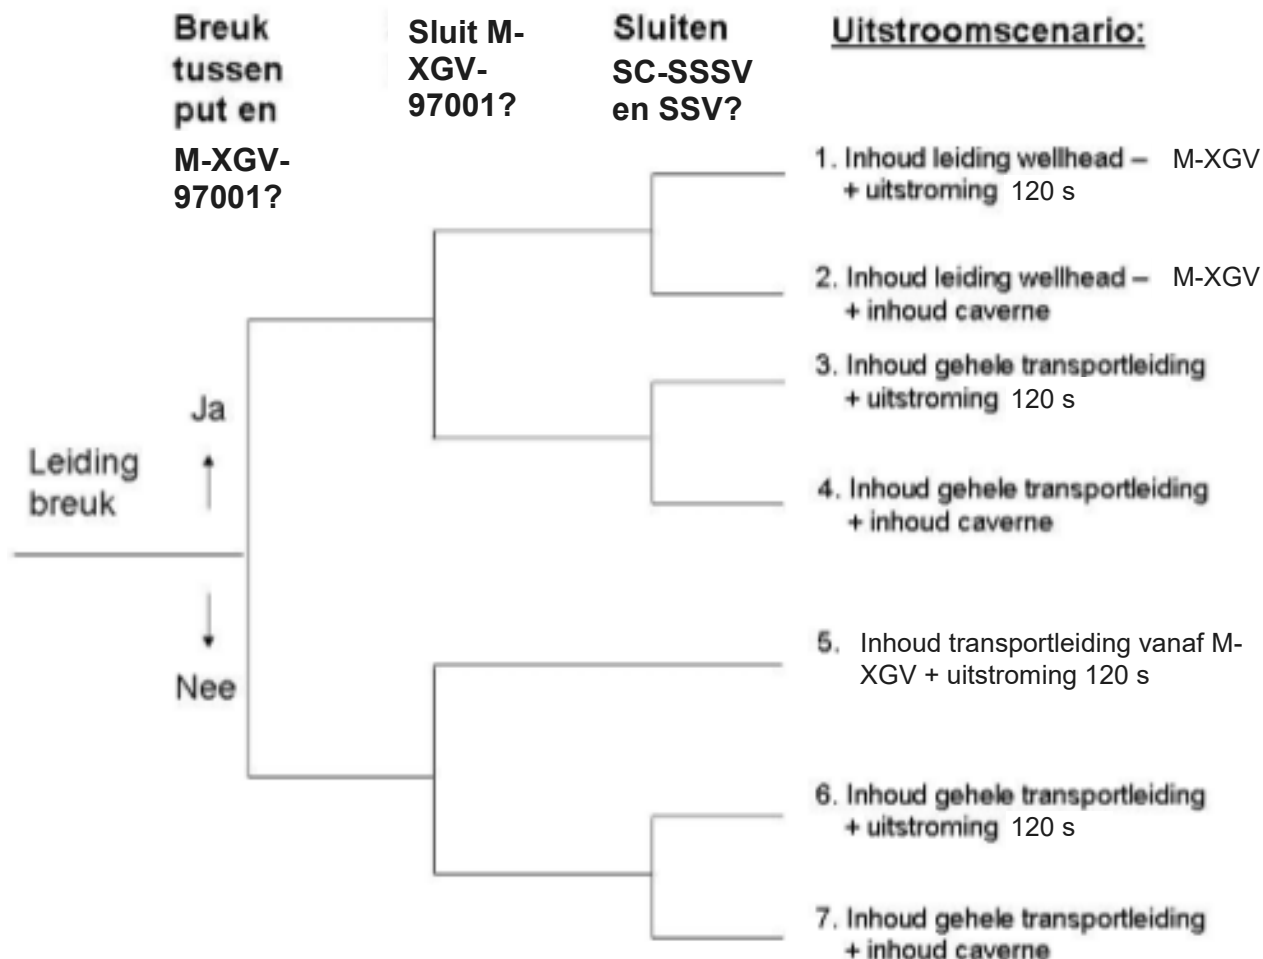 Breuk
tussen
put en
M-XGV-
97001?
Sluit M-
XGV-
97001?
Sluiten
SC-SSSV
en SSV?
Uitstroomscenario:
1. Inhoud leiding wellhead – M-XGV
+ uitstroming 120 s
2. Inhoud leiding wellhead – M-XGV
+ inhoud caverne
3. Inhoud gehele transportleiding
+ uitstroming 120 s
Ja
Leiding
breuk
4. Inhoud gehele transportleiding
+ inhoud caverne
Nee
5. Inhoud transportleiding vanaf M-
XGV + uitstroming 120 s
6. Inhoud gehele transportleiding
+ uitstroming 120 s
7. Inhoud gehele transportleiding
+ inhoud caverne